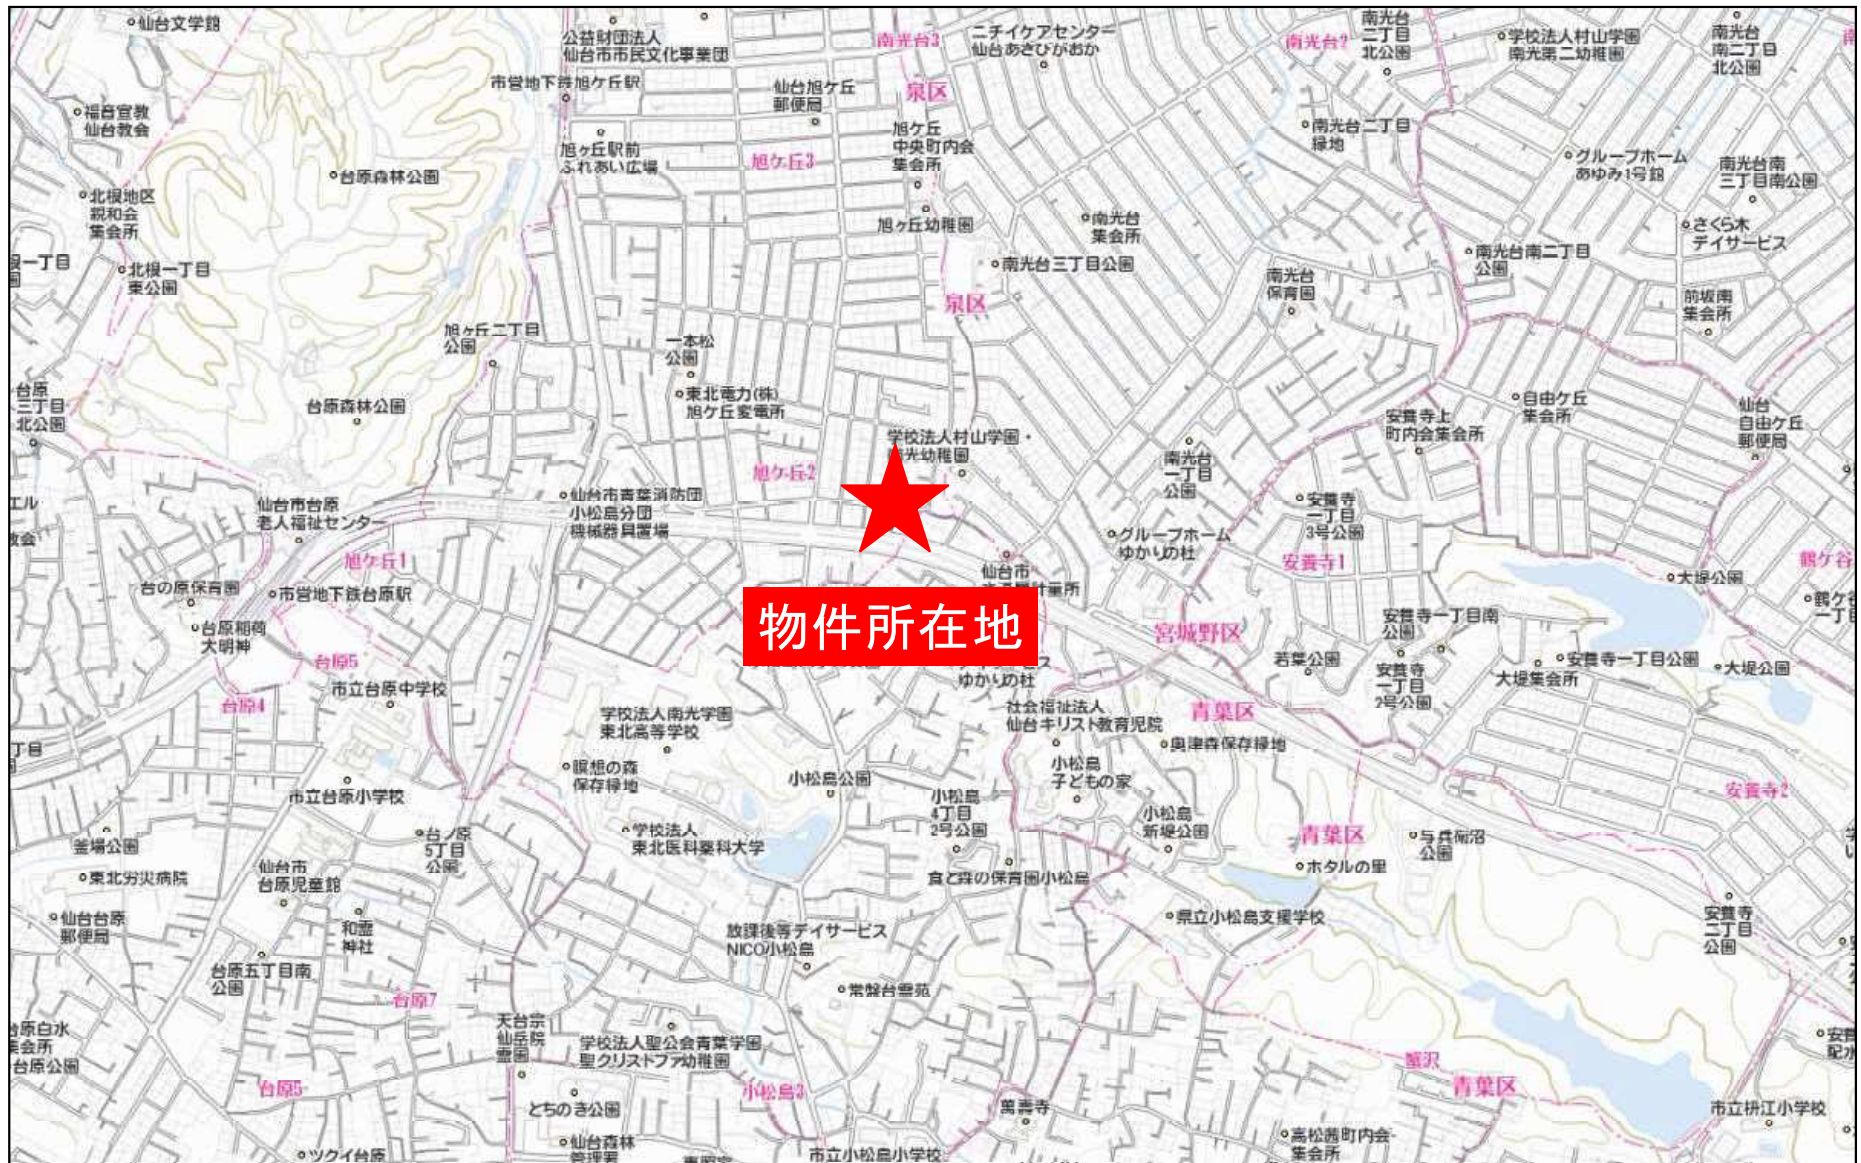 仙台文学館
公益財団法人
仙台市市民文化事業団
南光台3
ニチイケアセンター
仙台あさひがおか
南光台2
南光台
二丁目
北公園
学校法人村山学園
南光第二幼稚園
南光台
南二丁目
北公園
市営地下鉄旭ケ丘駅
仙台旭ケ丘
郵便局
泉区
福音宣教
仙台教会
旭ケ丘駅前
ふれあい広場
旭ケ丘3
旭ケ丘
中央町内会
集会所
南光台二丁目
緑地
グループホーム
あゆみ1号館
南光台南
三丁目南公園
台原森林公園
北根地区
親和会
集会所
旭ケ丘幼稚園
南光台
集会所
さくら木
デイサービス
南光台三丁目公園
南光台南二丁目
公園
北根一丁目
東公園
泉区
南光台
保育園
前坂南
集会所
旭ケ丘二丁目
公園
一本松
公園
台原
三丁目
北公園
台原森林公園
東北電力(株)
旭ケ丘変電所
自由ケ丘
集会所
安養寺上
町内会集会所
仙台
自由ケ丘
郵便局
学校法人村山学園・
光幼稚園
旭ケ丘2
南光台
一丁目
公園
仙台市台原
老人福祉センター
仙台市青葉消防団
小松島分団
機械器具置場
安養寺
一丁目
3号公園
グループホーム
ゆかりの杜
旭ケ丘1
安養寺1
鶴ケ谷
仙台市
計量所
大堤公園
台の原保育園
市営地下鉄台原駅
物件所在地
台原稲荷
大明神
宮城野区
安養寺一丁目南
公園
台原5
若葉公園
安養寺一丁目公園
大堤公園
大堤集会所
ゆかりの杜
安養寺
一丁目
2号公園
市立台原中学校
台原4
学校法人南光学園
東北高等学校
社会福祉法人
仙台キリスト教育児院
青葉区
奥津森保存緑地
瞑想の森
保存緑地
小松島公園
小松島
子どもの家
市立台原小学校
安養寺2
小松島
4丁目
2号公園
小松島
新堤公園
釜場公園
台ノ原
5丁目
公園
学校法人
東北医科薬科大学
青葉区
与兵衛沼
公園
東北労災病院
仙台市
台原児童館
食と森の保育園小松島
ホタルの里
仙台台原
郵便局
和霊
神社
放課後等デイサービス
NICO小松島
県立小松島支援学校
安養寺
二丁目
公園
台原五丁目南
公園
台原7
常盤台霊苑
台原白水
集会所
台原公園
天台宗
仙岳院
霊園
学校法人聖公会青葉学園
聖クリストファ幼稚園
蟹沢
青葉区
台原5
とちのき公園
小松島3
萬壽寺
市立枡江小学校
仙台森林
管理署
市立小松島小学校
高松茜町内会
集会所
ツクイ台原